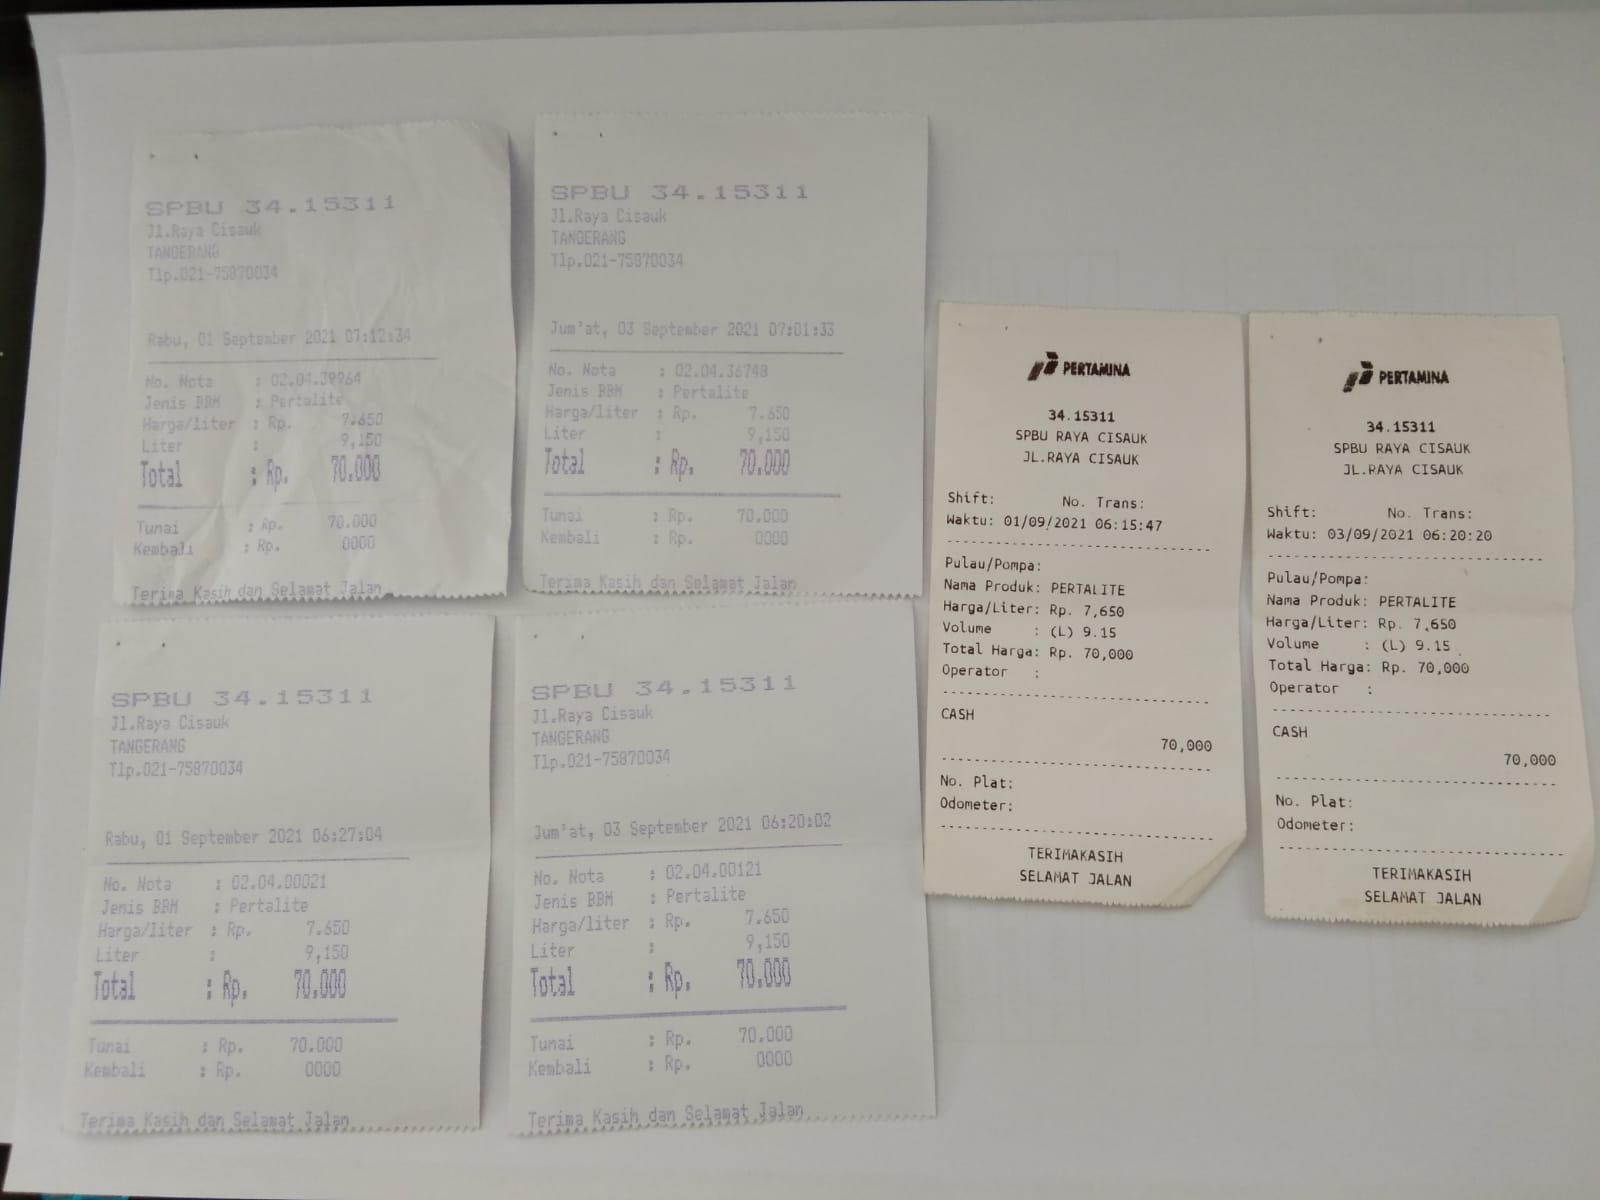 SPBU 34.15311
Jl.Raya Cisauk
TANGERANG
Tlp.021-75870034
Rabu, 01 September 2021 07:12:34
No. Nota : 02.04.39964
Jenis BBM : Pertalite
Harga/liter : Rp. 7.650
Liter : 9,150
Total : Rp. 70.000
Tunai : Rp. 70.000
Kembali : Rp. 0000
Terima Kasih dan Selamat Jalan
SPBU 34.15311
Jl.Raya Cisauk
TANGERANG
Tlp.021-75870034
Jum'at, 03 September 2021 07:01:33
No. Nota : 02.04.36748
Jenis BBM : Pertalite
Harga/liter : Rp. 7.650
Liter : 9,150
Total : Rp. 70.000
Tunai : Rp. 70.000
Kembali : Rp. 0000
Terima Kasih dan Selamat Jalan
SPBU 34.15311
Jl.Raya Cisauk
TANGERANG
Tlp.021-75870034
Rabu, 01 September 2021 06:27:04
No. Nota : 02.04.00021
Jenis BBM : Pertalite
Harga/liter : Rp. 7.650
Liter : 9,150
Total : Rp. 70.000
Tunai : Rp. 70.000
Kembali : Rp. 0000
Terima Kasih dan Selamat Jalan
SPBU 34.15311
Jl.Raya Cisauk
TANGERANG
Tlp.021-75870034
Jum'at, 03 September 2021 06:20:02
No. Nota : 02.04.00121
Jenis BBM : Pertalite
Harga/liter : Rp. 7.650
Liter : 9,150
Total : Rp. 70.000
Tunai : Rp. 70.000
Kembali : Rp. 0000
Terima Kasih dan Selamat Jalan
PERTAMINA
34.15311
SPBU RAYA CISAUK
JL.RAYA CISAUK
Shift: No. Trans:
Waktu: 01/09/2021 06:15:47
Pulau/Pompa:
Nama Produk: PERTALITE
Harga/Liter: Rp. 7,650
Volume : (L) 9.15
Total Harga: Rp. 70,000
Operator :
CASH
70,000
No. Plat:
Odometer:
TERIMAKASIH
SELAMAT JALAN
PERTAMINA
34.15311
SPBU RAYA CISAUK
JL.RAYA CISAUK
Shift: No. Trans:
Waktu: 03/09/2021 06:20:20
Pulau/Pompa:
Nama Produk: PERTALITE
Harga/Liter: Rp. 7,650
Volume : (L) 9.15
Total Harga: Rp. 70,000
Operator :
CASH
70,000
No. Plat:
Odometer:
TERIMAKASIH
SELAMAT JALAN